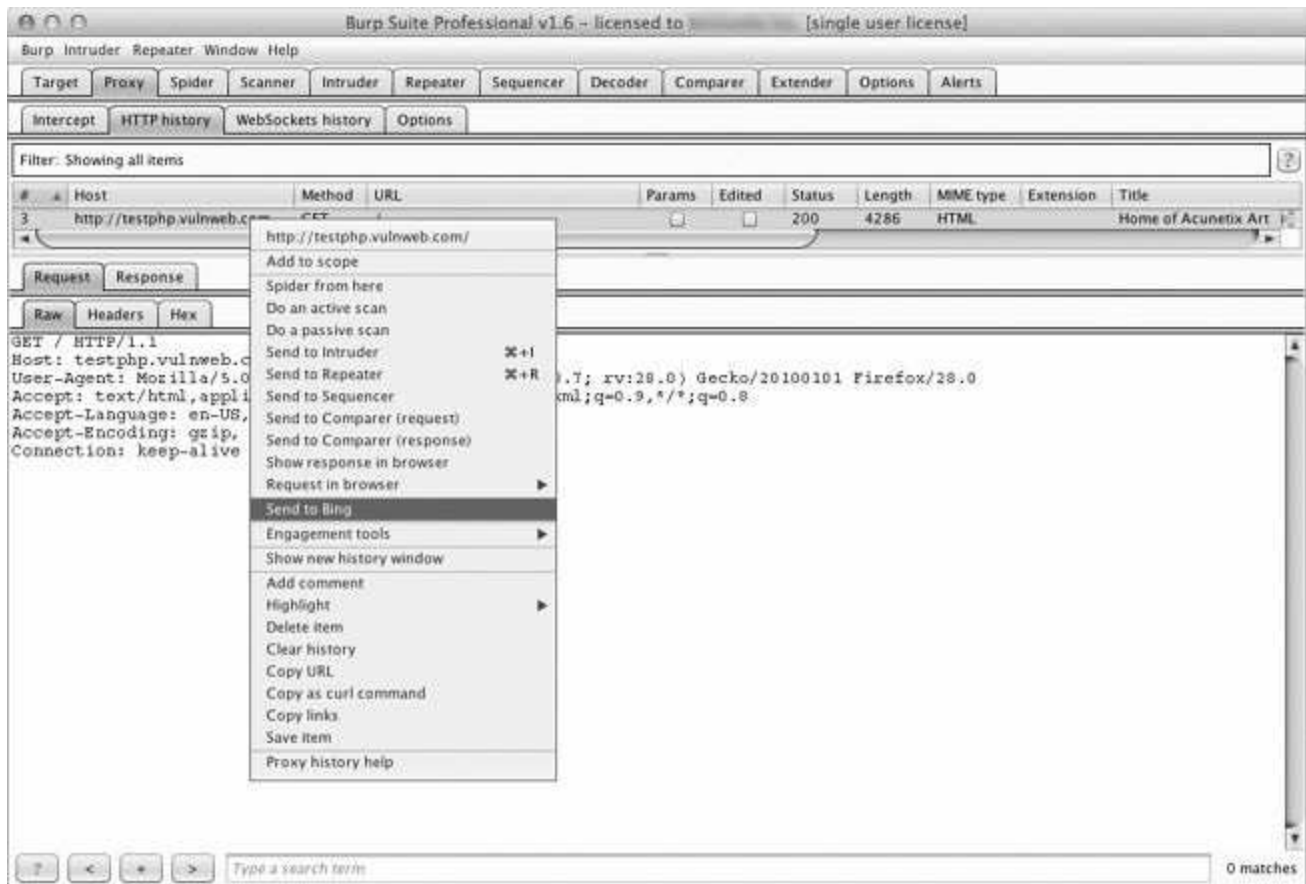 Burp Suite Professional v1.6 – licensed to [single user license]
Burp Intruder Repeater Window Help
Target Proxy Spider Scanner Intruder Repeater Sequencer Decoder Comparer Extender Options Alerts
Intercept HTTP history WebSockets history Options
Filter: Showing all items ?
# Host Method URL Params Edited Status Length MIME type Extension Title
3 http://testphp.vulnweb.com GET / 200 4286 HTML Home of Acunetix Art
Request Response
Raw Headers Hex
GET / HTTP/1.1
Host: testphp.vulnweb.c
User-Agent: Mozilla/5.0 .7; rv:28.0) Gecko/20100101 Firefox/28.0
Accept: text/html,appli ml;q=0.9,*/*;q=0.8
Accept-Language: en-US,
Accept-Encoding: gzip,
Connection: keep-alive
http://testphp.vulnweb.com/
Add to scope
Spider from here
Do an active scan
Do a passive scan
Send to Intruder ⌘+I
Send to Repeater ⌘+R
Send to Sequencer
Send to Comparer (request)
Send to Comparer (response)
Show response in browser
Request in browser
Send to Bing
Engagement tools
Show new history window
Add comment
Highlight
Delete item
Clear history
Copy URL
Copy as curl command
Copy links
Save item
Proxy history help
? < + > Type a search term 0 matches